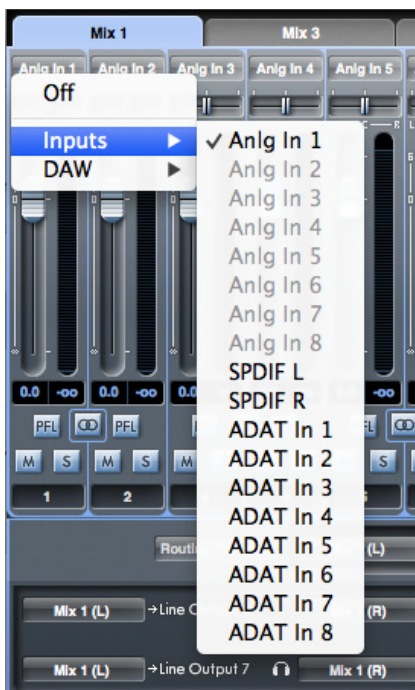 Mix 1 Mix 3
Anlg In 1 Anlg In 2 Anlg In 3 Anlg In 4 Anlg In 5
Off
Inputs
DAW
✓ Anlg In 1
Anlg In 2
Anlg In 3
Anlg In 4
Anlg In 5
Anlg In 6
Anlg In 7
Anlg In 8
SPDIF L
SPDIF R
ADAT In 1
ADAT In 2
ADAT In 3
ADAT In 4
ADAT In 5
ADAT In 6
ADAT In 7
ADAT In 8
0.0 -oo 0.0 -oo 0.0 -oo
PFL PFL
M S M S M S
1 2
(L)
Mix 1 (L) →Line (R)
Mix 1 (L) →Line Output 7 Mix 1 (R)